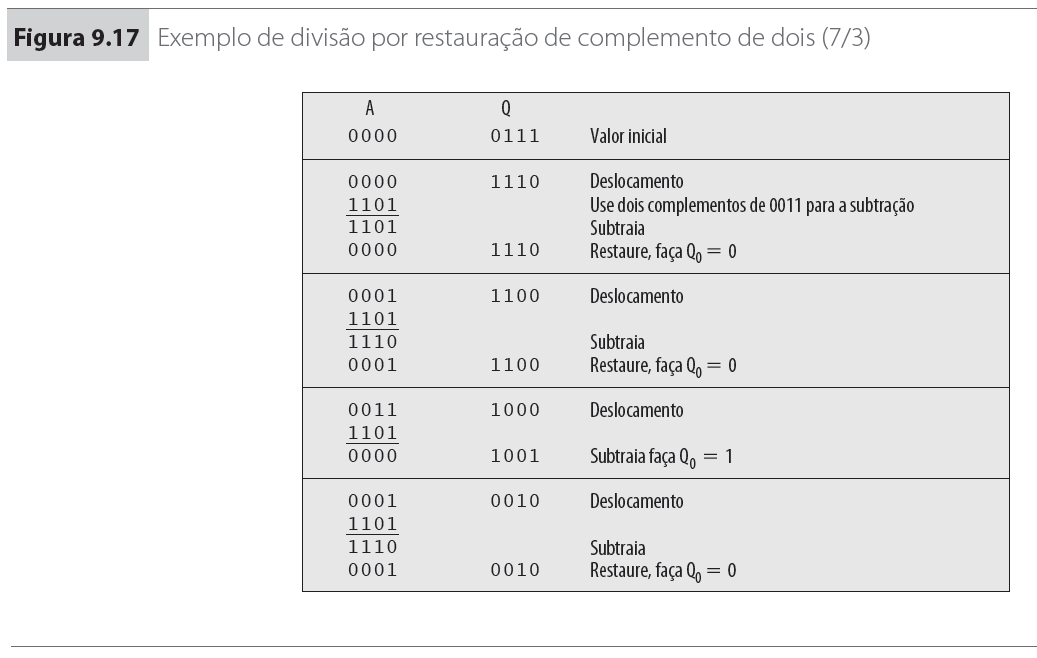 Figura 9.17 Exemplo de divisão por restauração de complemento de dois (7/3)
A Q
0000 0111 Valor inicial
0000 1110 Deslocamento
1101 Use dois complementos de 0011 para a subtração
1101 Subtraia
0000 1110 Restaure, faça Q0 = 0
0001 1100 Deslocamento
1101
1110 Subtraia
0001 1100 Restaure, faça Q0 = 0
0011 1000 Deslocamento
1101
0000 1001 Subtraia faça Q0 = 1
0001 0010 Deslocamento
1101
1110 Subtraia
0001 0010 Restaure, faça Q0 = 0